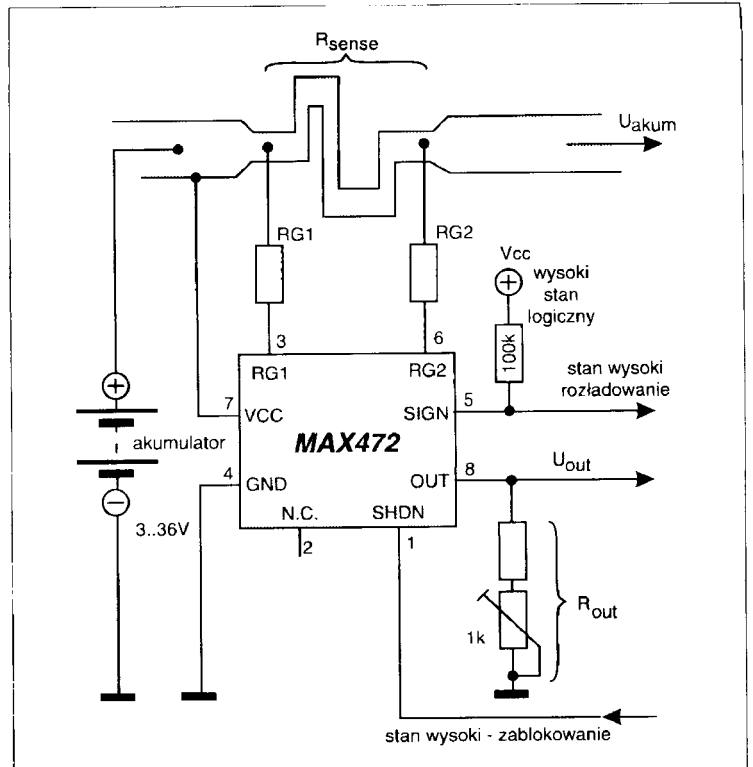 Rsense
Uakum
RG1
RG2
Vcc
wysoki
stan
logiczny
100k
3
6
RG1
RG2
stan wysoki
rozładowanie
5
7
VCC
SIGN
MAX472
akumulator
4
GND
OUT
8
Uout
N.C.
SHDN
3..36V
2
1
1k
Rout
stan wysoki - zablokowanie